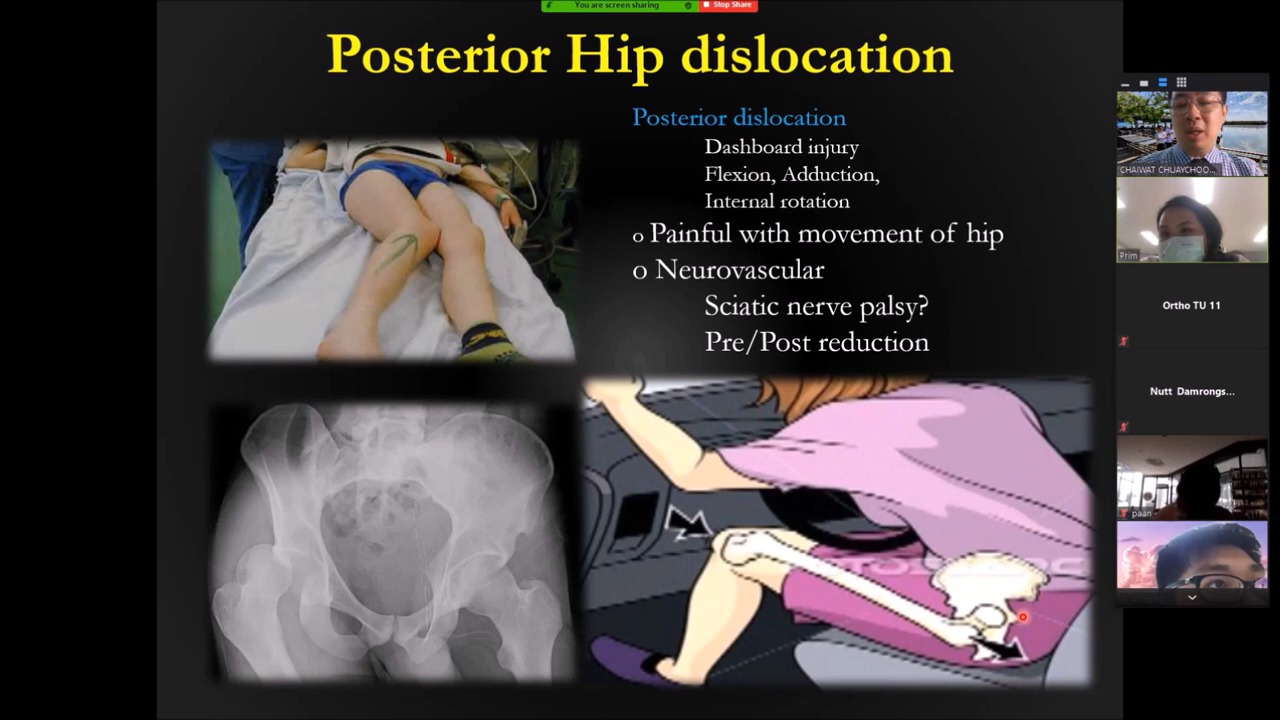 You are screen sharing
Stop Share
Posterior Hip dislocation
Posterior dislocation
Dashboard injury
Flexion, Adduction,
Internal rotation
o Painful with movement of hip
o Neurovascular
Sciatic nerve palsy?
Pre/Post reduction
CHAIWAT CHUAYCHOO...
Prim
Ortho TU 11
Nutt Damrongs...
paan